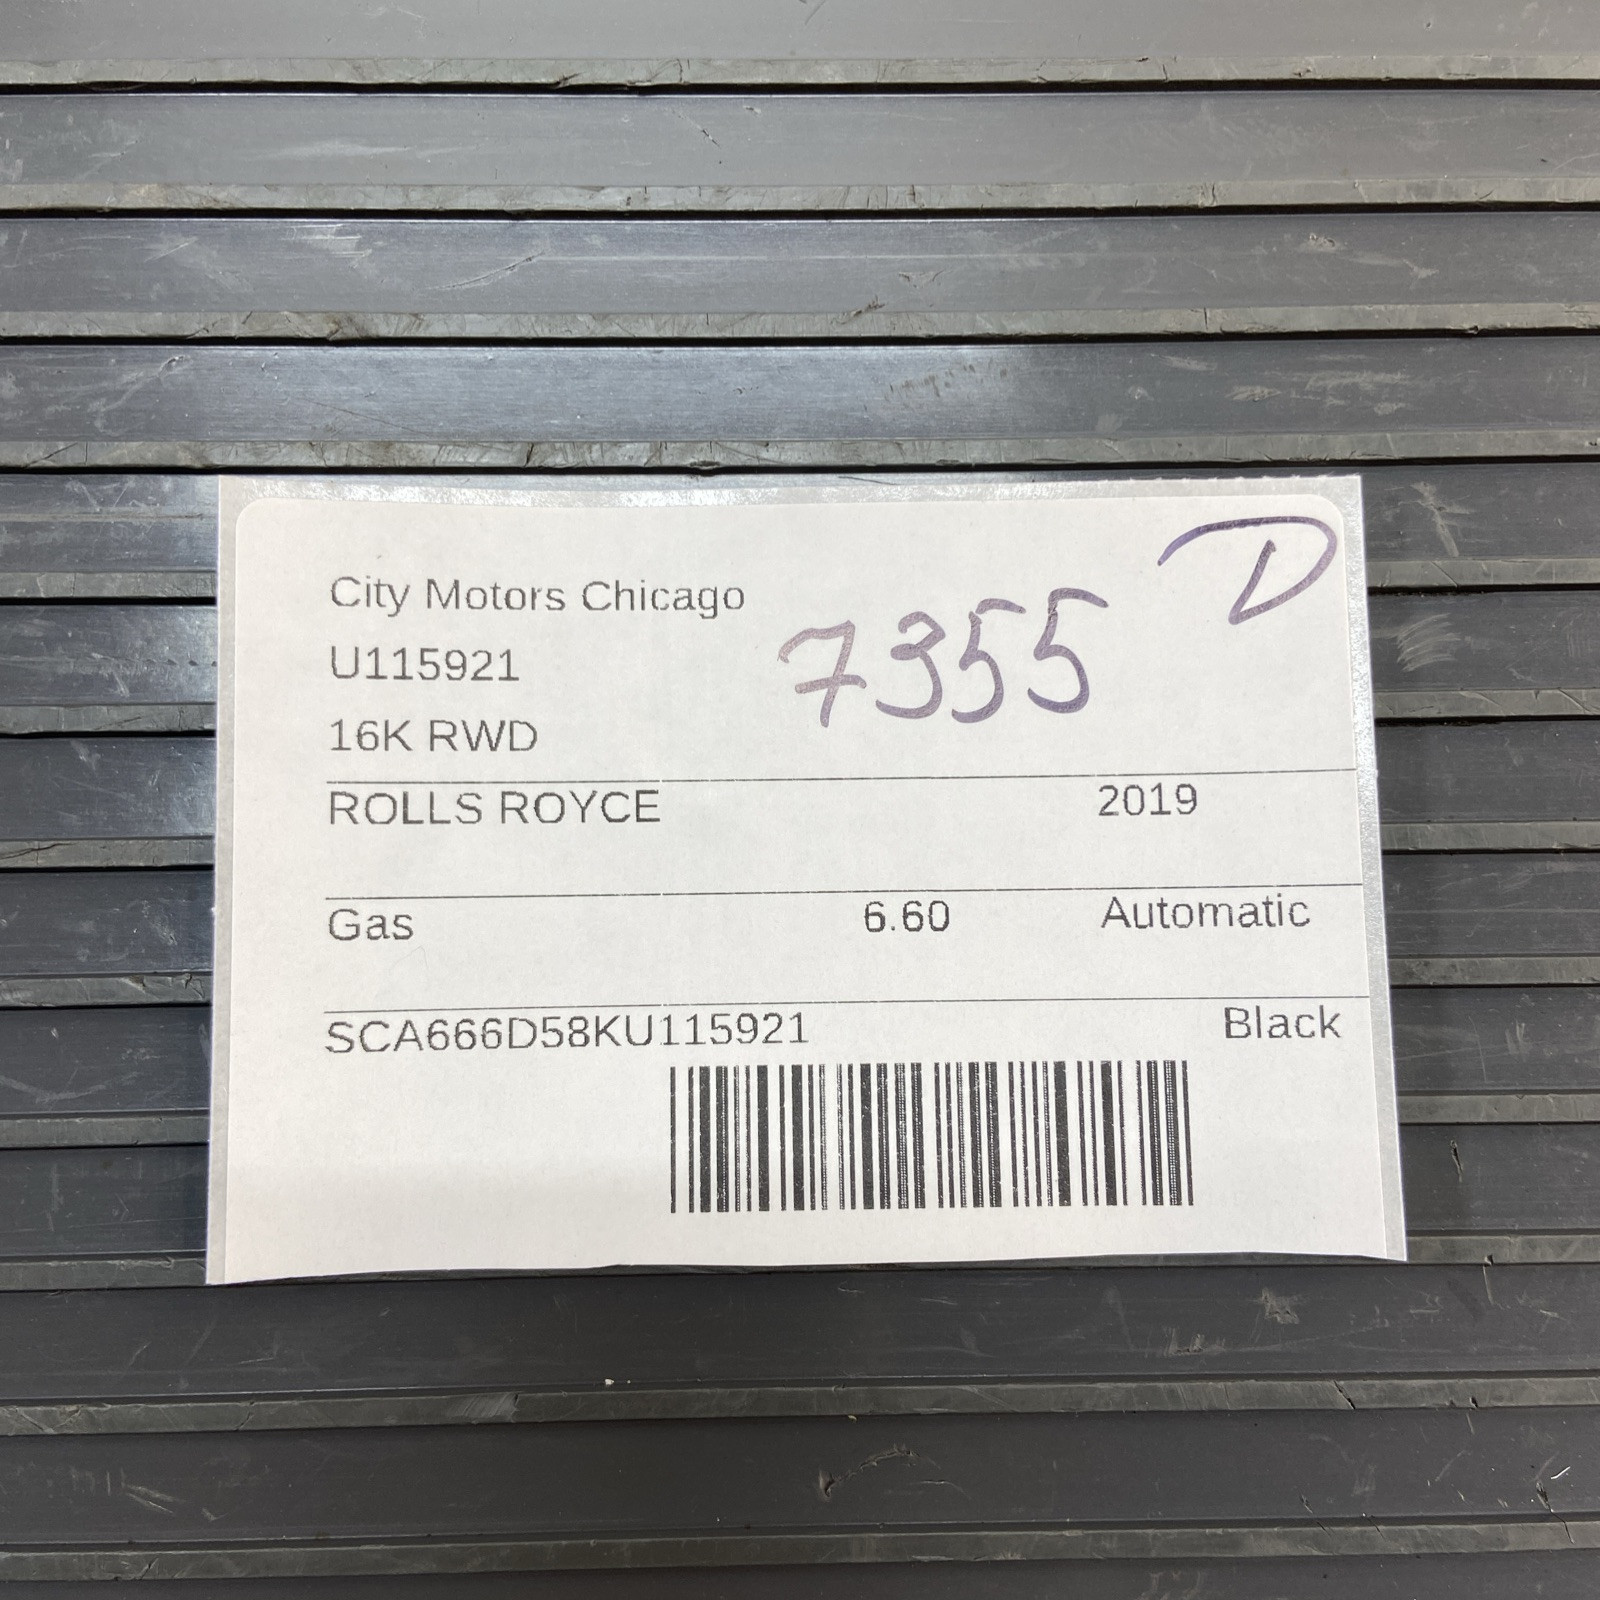 City Motors Chicago
U115921
16K RWD
7355
D
ROLLS ROYCE 2019
Gas 6.60 Automatic
SCA666D58KU115921 Black